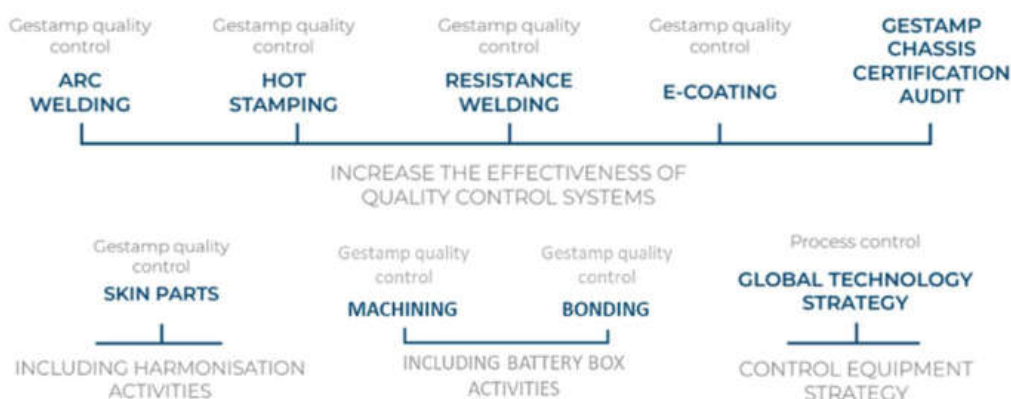 Gestamp quality
control
ARC
WELDING
Gestamp quality
control
HOT
STAMPING
Gestamp quality
control
RESISTANCE
WELDING
Gestamp quality
control
E-COATING
GESTAMP
CHASSIS
CERTIFICATION
AUDIT
INCREASE THE EFFECTIVENESS OF
QUALITY CONTROL SYSTEMS
Gestamp quality
control
SKIN PARTS
INCLUDING HARMONISATION
ACTIVITIES
Gestamp quality
control
MACHINING
Gestamp quality
control
BONDING
INCLUDING BATTERY BOX
ACTIVITIES
Process control
GLOBAL TECHNOLOGY
STRATEGY
CONTROL EQUIPMENT
STRATEGY